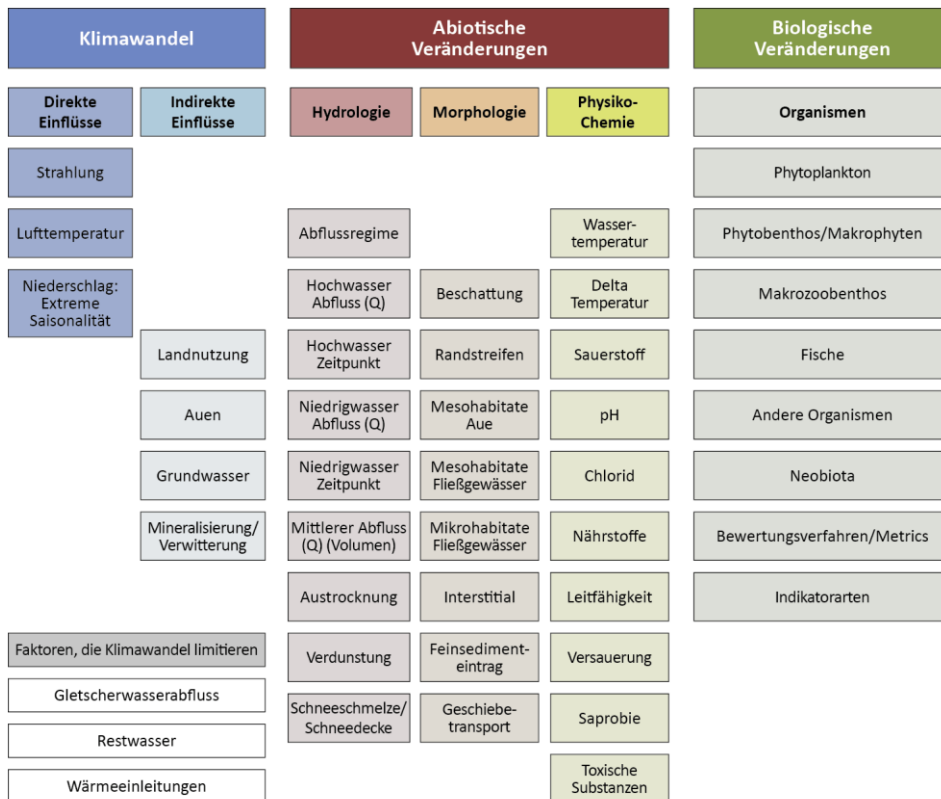 Klimawandel
Abiotische
Veränderungen
Biologische
Veränderungen
Direkte
Einflüsse
Indirekte
Einflüsse
Hydrologie
Morphologie
Physiko-
Chemie
Organismen
Strahlung
Phytoplankton
Lufttemperatur
Abflussregime
Wasser-
temperatur
Phytobenthos/Makrophyten
Niederschlag:
Extreme
Saisonalität
Hochwasser
Abfluss (Q)
Beschattung
Delta
Temperatur
Makrozoobenthos
Landnutzung
Hochwasser
Zeitpunkt
Randstreifen
Sauerstoff
Fische
Auen
Niedrigwasser
Abfluss (Q)
Mesohabitate
Aue
pH
Andere Organismen
Grundwasser
Niedrigwasser
Zeitpunkt
Mesohabitate
Fließgewässer
Chlorid
Neobiota
Mineralisierung/
Verwitterung
Mittlerer Abfluss
(Q) (Volumen)
Mikrohabitate
Fließgewässer
Nährstoffe
Bewertungsverfahren/Metrics
Austrocknung
Interstitial
Leitfähigkeit
Indikatorarten
Faktoren, die Klimawandel limitieren
Verdunstung
Feinsediment-
eintrag
Versauerung
Gletscherwasserabfluss
Schneeschmelze/
Schneedecke
Geschiebe-
transport
Saprobie
Restwasser
Wärmeeinleitungen
Toxische
Substanzen